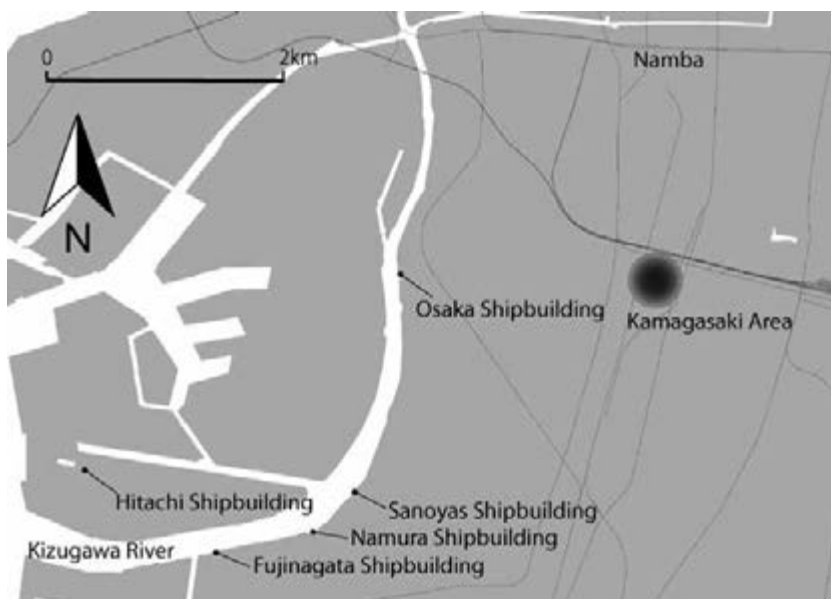 0 2km
Namba
N
Osaka Shipbuilding
Kamagasaki Area
Hitachi Shipbuilding
Sanoyas Shipbuilding
Namura Shipbuilding
Kizugawa River
Fujinagata Shipbuilding